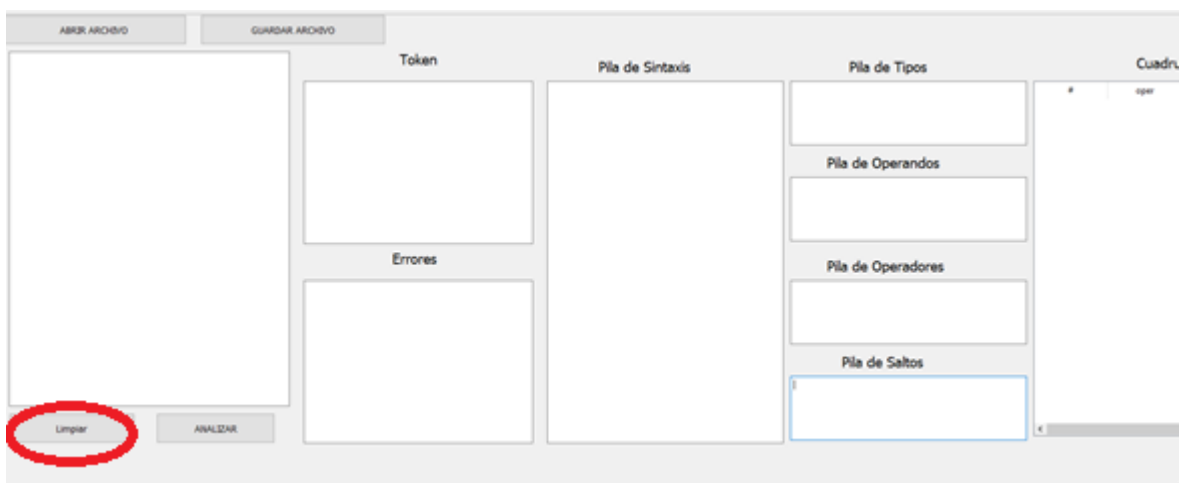 ABRIR ARCHIVO
GUARDAR ARCHIVO
Token
Pila de Sintaxis
Pila de Tipos
Cuadru
# oper
Pila de Operandos
Errores
Pila de Operadores
Pila de Saltos
Limpiar
ANALIZAR